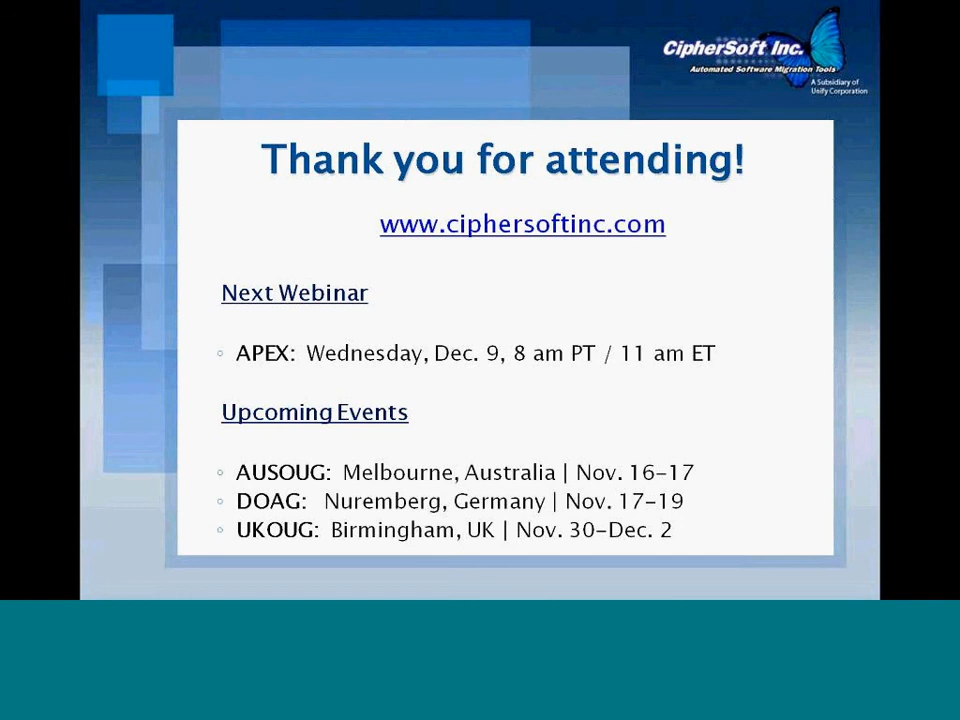 CipherSoft Inc.
Automated Software Migration Tools
A Subsidiary of
Unify Corporation
Thank you for attending!
www.ciphersoftinc.com
Next Webinar
APEX: Wednesday, Dec. 9, 8 am PT / 11 am ET
Upcoming Events
AUSOUG: Melbourne, Australia | Nov. 16-17
DOAG: Nuremberg, Germany | Nov. 17-19
UKOUG: Birmingham, UK | Nov. 30-Dec. 2